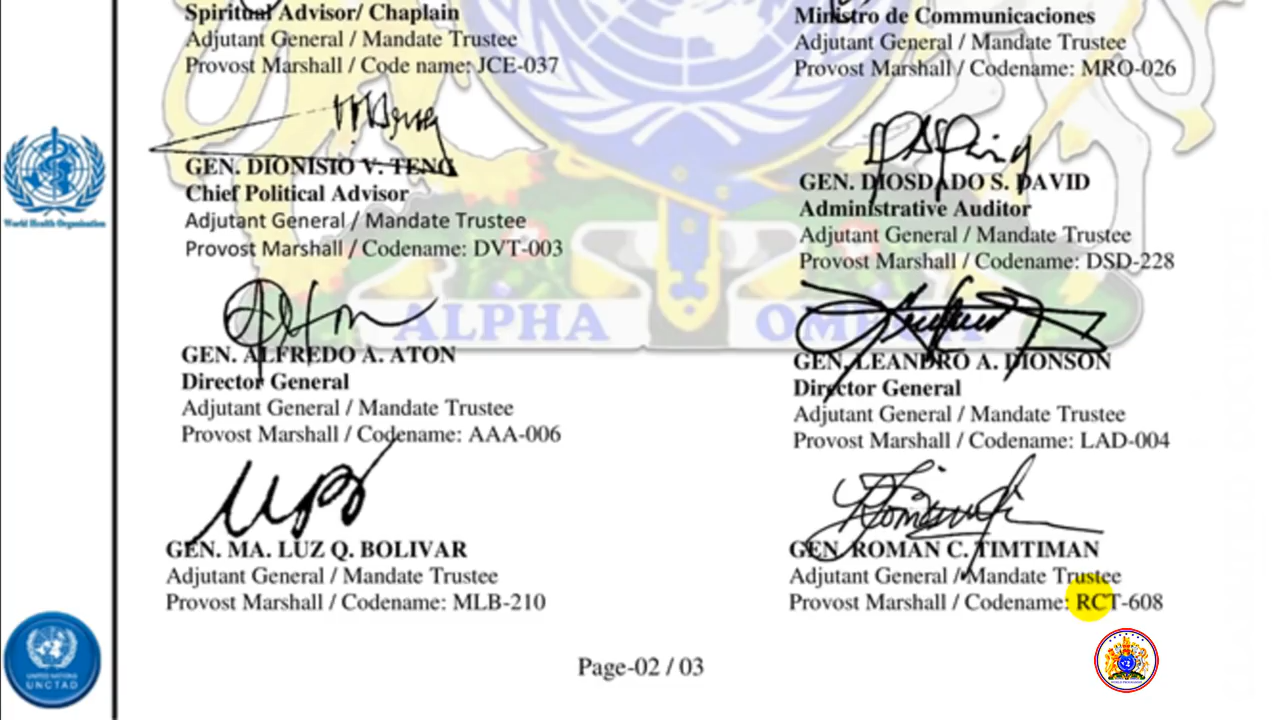 Spiritual Advisor/ Chaplain
Adjutant General / Mandate Trustee
Provost Marshall / Code name: JCE-037
Ministro de Communicaciones
Adjutant General / Mandate Trustee
Provost Marshall / Codename: MRO-026
World Health Organization
GEN. DIONISIO V. TENG
Chief Political Advisor
Adjutant General / Mandate Trustee
Provost Marshall / Codename: DVT-003
GEN. DIOSDADO S. DAVID
Administrative Auditor
Adjutant General / Mandate Trustee
Provost Marshall / Codename: DSD-228
ALPHA OMEGA
GEN. ALFREDO A. ATON
Director General
Adjutant General / Mandate Trustee
Provost Marshall / Codename: AAA-006
GEN. LEANDRO A. DIONSON
Director General
Adjutant General / Mandate Trustee
Provost Marshall / Codename: LAD-004
GEN. MA. LUZ Q. BOLIVAR
Adjutant General / Mandate Trustee
Provost Marshall / Codename: MLB-210
GEN. ROMAN C. TIMTIMAN
Adjutant General / Mandate Trustee
Provost Marshall / Codename: RCT-608
UNITED NATIONS
UNCTAD
Page-02 / 03